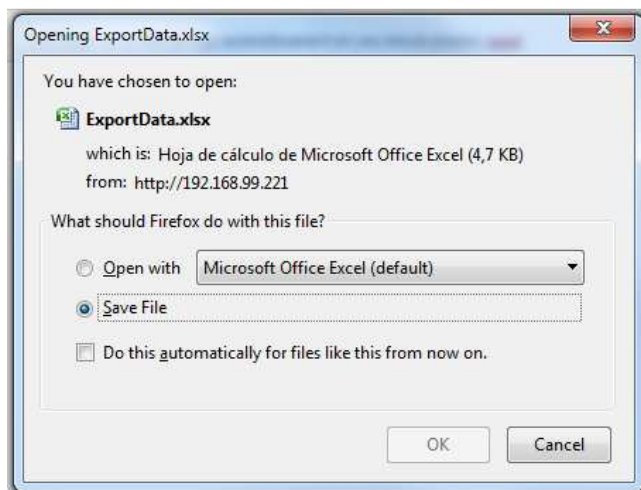 Opening ExportData.xlsx
You have chosen to open:
ExportData.xlsx
which is: Hoja de cálculo de Microsoft Office Excel (4,7 KB)
from: http://192.168.99.221
What should Firefox do with this file?
Open with Microsoft Office Excel (default)
Save File
Do this automatically for files like this from now on.
OK Cancel